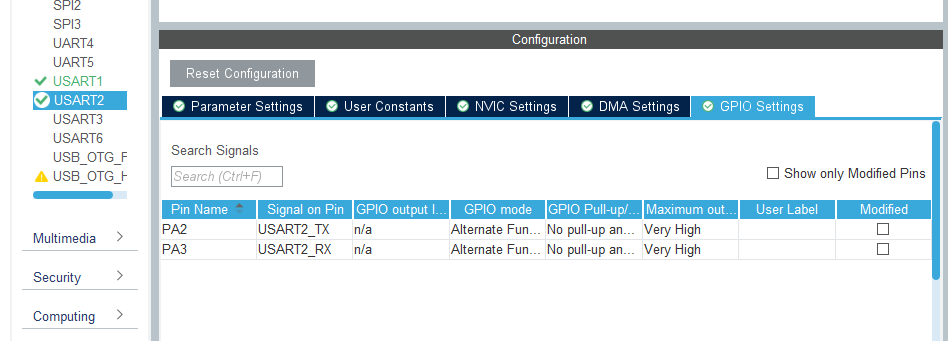 SPI2
SPI3
UART4
UART5
USART1
USART2
USART3
USART6
USB_OTG_F
USB_OTG_H
Multimedia
Security
Computing
Configuration
Reset Configuration
Parameter Settings User Constants NVIC Settings DMA Settings GPIO Settings
Search Signals
Search (Ctrl+F)
Show only Modified Pins
Pin Name Signal on Pin GPIO output l... GPIO mode GPIO Pull-up/... Maximum out... User Label Modified
PA2 USART2_TX n/a Alternate Fun... No pull-up an... Very High
PA3 USART2_RX n/a Alternate Fun... No pull-up an... Very High